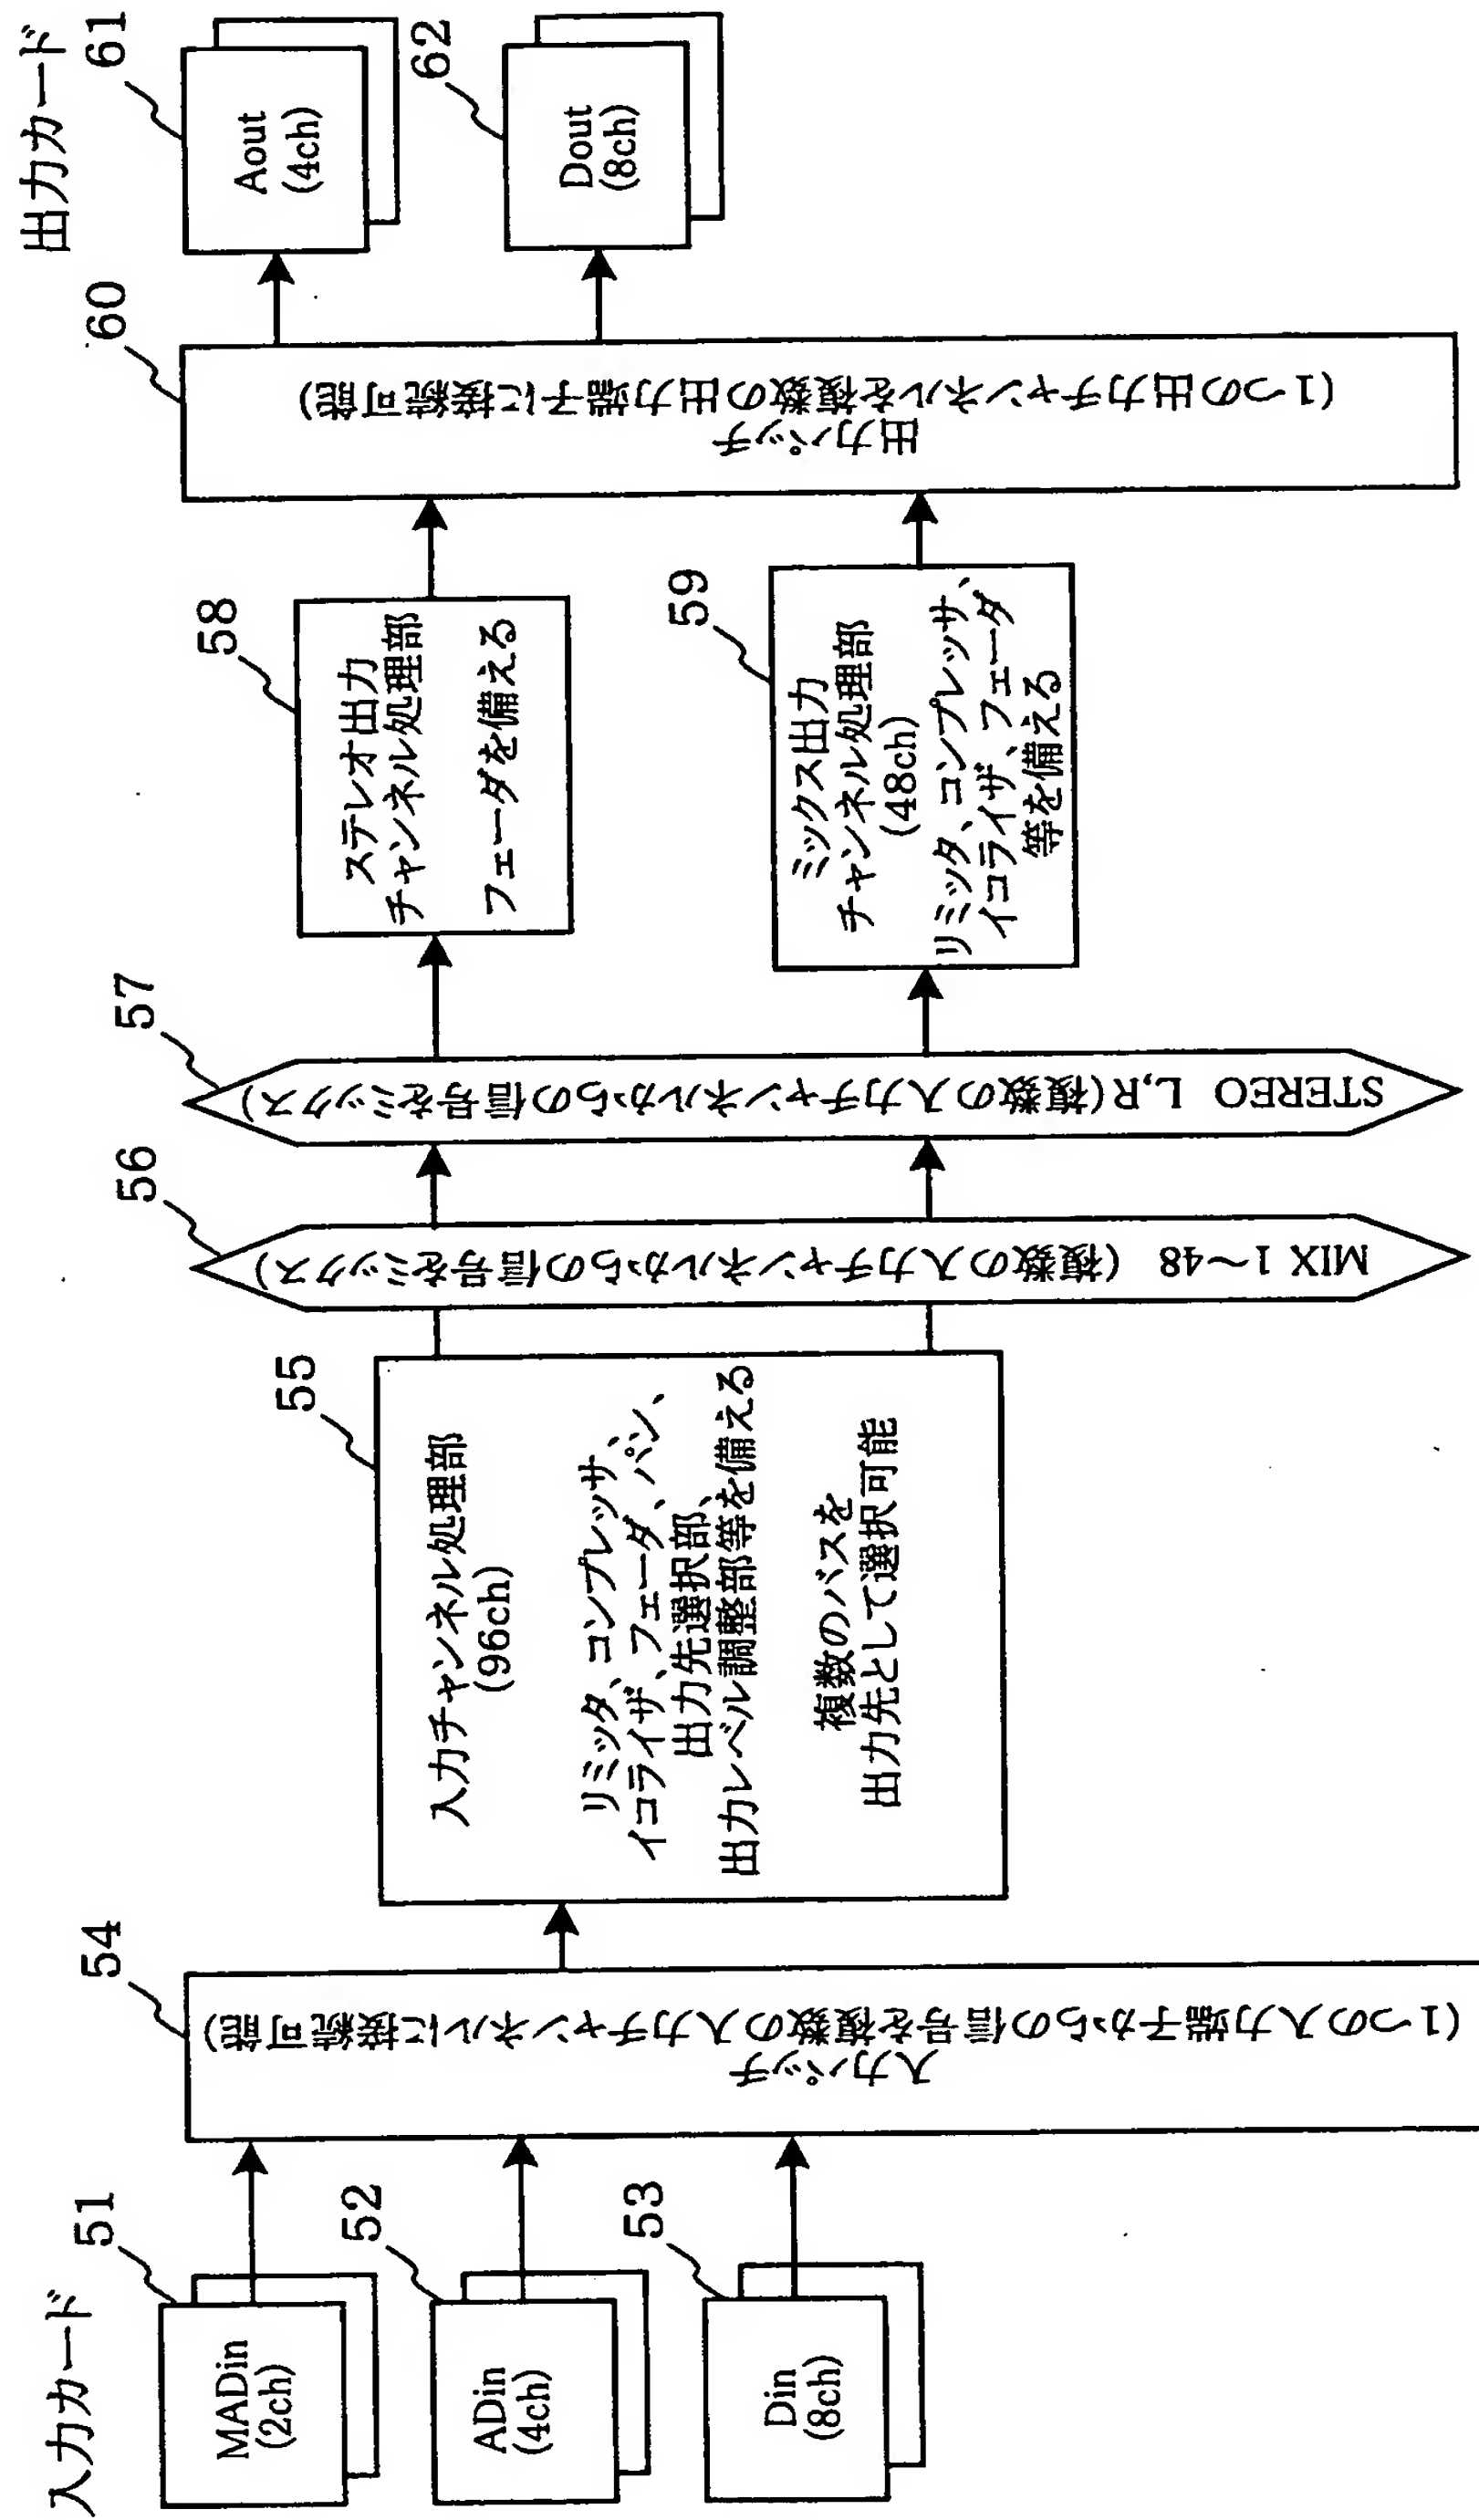 入力カード
51
MADin
(2ch)
52
ADin
(4ch)
53
Din
(8ch)
54
入力パッチ
(1つの入力端子からの信号を複数の入力チャンネルに接続可能)
55
入力チャンネル処理部
(96ch)
リミッタ、コンプレッサ、
イコライザ、フェーダ、パン、
出力先選択部、
出力レベル調整部等を備える
複数のバスを
出力先として選択可能
56
MIX 1～48 (複数の入力チャンネルからの信号をミックス)
57
STEREO L,R(複数の入力チャンネルからの信号をミックス)
58
ステレオ出力
チャンネル処理部
フェーダを備える
59
ミックス出力
チャンネル処理部
(48ch)
リミッタ、コンプレッサ、
イコライザ、フェーダ
等を備える
60
出力パッチ
(1つの出力チャンネルを複数の出力端子に接続可能)
出力カード
61
Aout
(4ch)
62
Dout
(8ch)